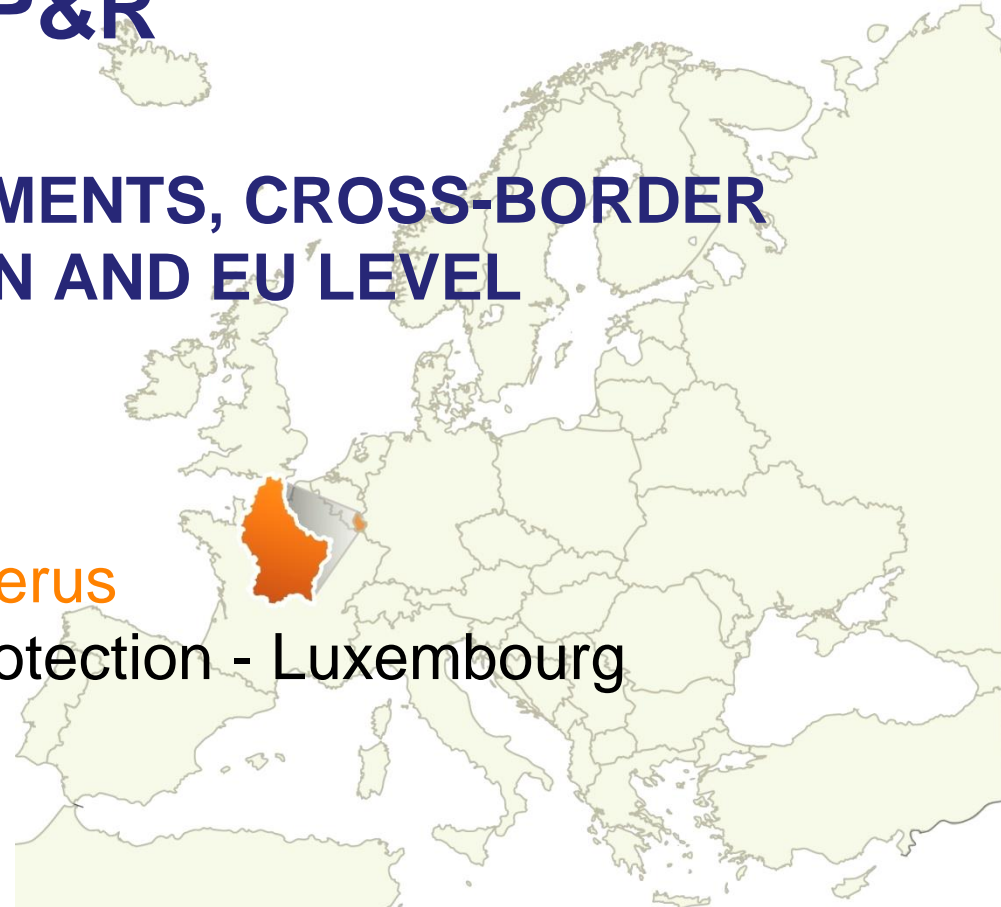 P&R
MENTS, CROSS-BORDER
N AND EU LEVEL
erus
otection - Luxembourg